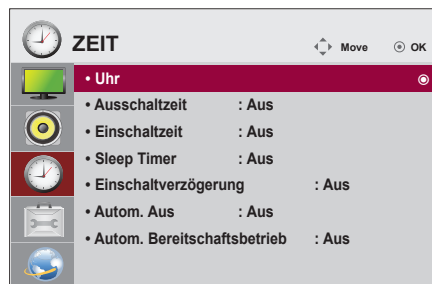 ZEIT
Move
OK
• Uhr
• Ausschaltzeit : Aus
• Einschaltzeit : Aus
• Sleep Timer : Aus
• Einschaltverzögerung : Aus
• Autom. Aus : Aus
• Autom. Bereitschaftsbetrieb : Aus